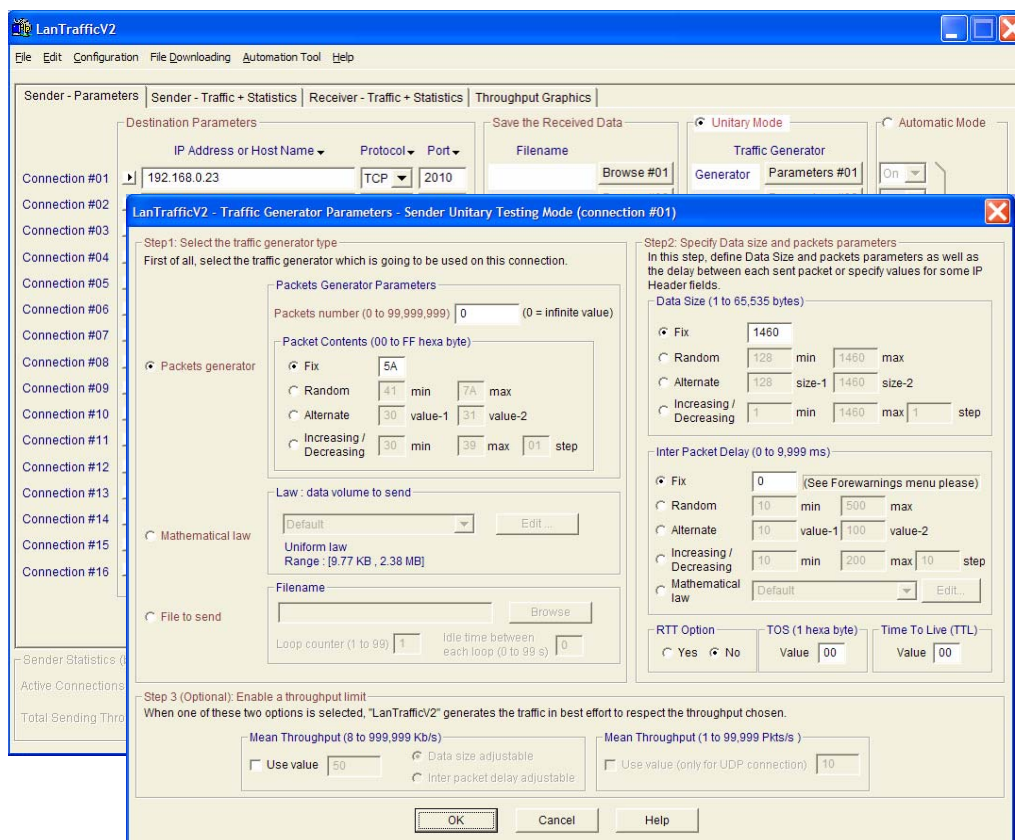 LanTrafficV2
File Edit Configuration File Downloading Automation Tool Help
Sender - Parameters Sender - Traffic + Statistics Receiver - Traffic + Statistics Throughput Graphics
Destination Parameters Save the Received Data Unitary Mode Automatic Mode
IP Address or Host Name Protocol Port Filename Traffic Generator
Connection #01 192.168.0.23 TCP 2010 Browse #01 Generator Parameters #01 On
Connection #02
Connection #03
Connection #04
Connection #05
Connection #06
Connection #07
Connection #08
Connection #09
Connection #10
Connection #11
Connection #12
Connection #13
Connection #14
Connection #15
Connection #16
Sender Statistics
Active Connections
Total Sending Thro
LanTrafficV2 - Traffic Generator Parameters - Sender Unitary Testing Mode (connection #01)
Step1: Select the traffic generator type
First of all, select the traffic generator which is going to be used on this connection.
Packets generator
Packets Generator Parameters
Packets number (0 to 99,999,999) 0 (0 = infinite value)
Packet Contents (00 to FF hexa byte)
Fix 5A
Random 41 min 7A max
Alternate 30 value-1 31 value-2
Increasing /
Decreasing 30 min 39 max 01 step
Mathematical law
Law : data volume to send
Default Edit ...
Uniform law
Range : [9.77 KB , 2.38 MB]
File to send
Filename
Browse
Loop counter (1 to 99) 1 Idle time between
each loop (0 to 99 s) 0
Step2: Specify Data size and packets parameters
In this step, define Data Size and packets parameters as well as
the delay between each sent packet or specify values for some IP
Header fields.
Data Size (1 to 65,535 bytes)
Fix 1460
Random 128 min 1460 max
Alternate 128 size-1 1460 size-2
Increasing /
Decreasing 1 min 1460 max 1 step
Inter Packet Delay (0 to 9,999 ms)
Fix 0 (See Forewarnings menu please)
Random 10 min 500 max
Alternate 10 value-1 100 value-2
Increasing /
Decreasing 10 min 200 max 10 step
Mathematical
law Default Edit...
RTT Option TOS (1 hexa byte) Time To Live (TTL)
Yes No Value 00 Value 00
Step 3 (Optional): Enable a throughput limit
When one of these two options is selected, "LanTrafficV2" generates the traffic in best effort to respect the throughput chosen.
Mean Throughput (8 to 999,999 Kb/s)
Use value 50 Data size adjustable
Inter packet delay adjustable
Mean Throughput (1 to 99,999 Pkts/s )
Use value (only for UDP connection) 10
OK Cancel Help